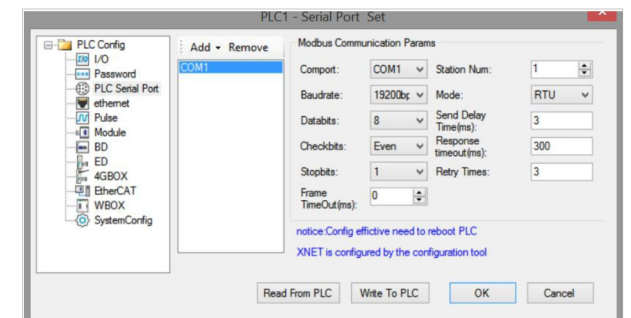 PLC1 - Serial Port Set
PLC Config
I/O
Password
PLC Serial Port
ethernet
Pulse
Module
BD
ED
4GBOX
EtherCAT
WBOX
SystemConfig
Add Remove
COM1
Modbus Communication Params
Comport: COM1 Station Num: 1
Baudrate: 19200bp Mode: RTU
Databits: 8 Send Delay Time(ms): 3
Checkbits: Even Response timeout(ms): 300
Stopbits: 1 Retry Times: 3
Frame TimeOut(ms): 0
notice:Config effictive need to reboot PLC
XNET is configured by the configuration tool
Read From PLC Write To PLC OK Cancel